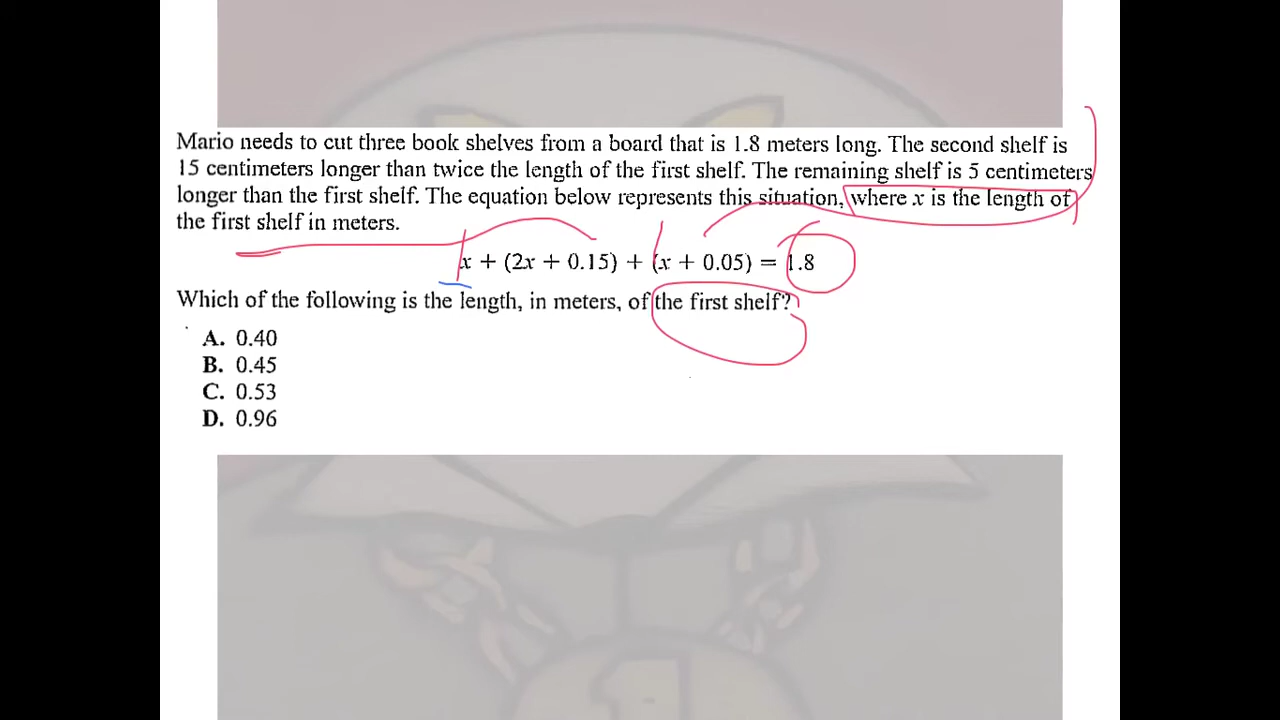 Mario needs to cut three book shelves from a board that is 1.8 meters long. The second shelf is
15 centimeters longer than twice the length of the first shelf. The remaining shelf is 5 centimeters
longer than the first shelf. The equation below represents this situation, where x is the length of
the first shelf in meters.
x + (2x + 0.15) + (x + 0.05) = 1.8
Which of the following is the length, in meters, of the first shelf?
A. 0.40
B. 0.45
C. 0.53
D. 0.96
1